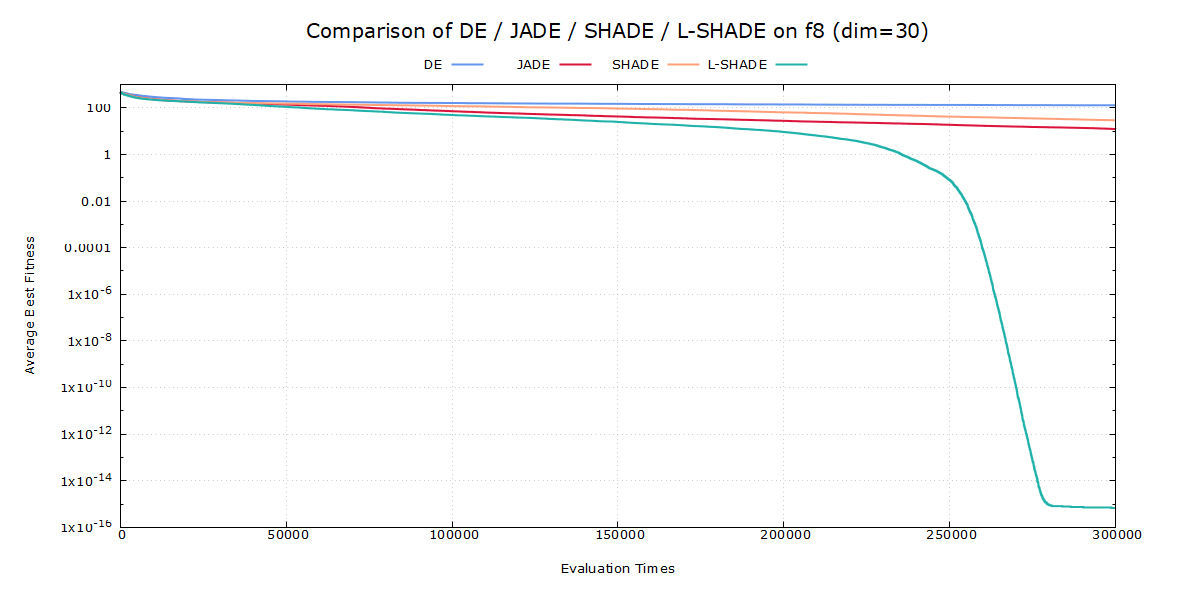 Comparison of DE / JADE / SHADE / L-SHADE on f8 (dim=30)
DE JADE SHADE L-SHADE
100
1
0.01
0.0001
1x10-6
1x10-8
1x10-10
1x10-12
1x10-14
1x10-16
Average Best Fitness
0 50000 100000 150000 200000 250000 300000
Evaluation Times